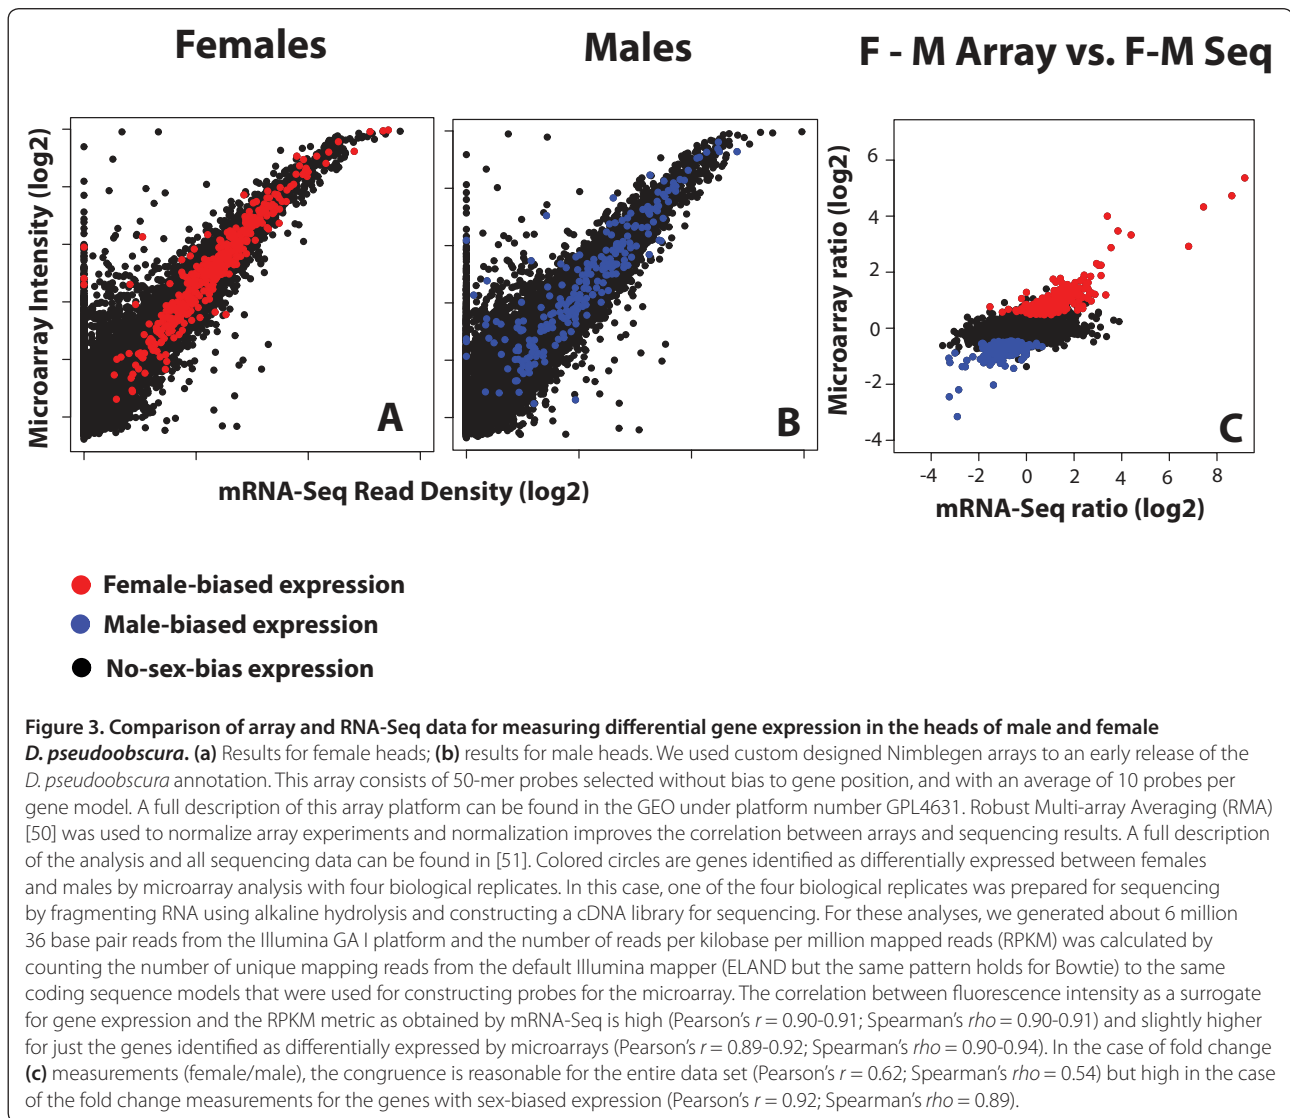 Females
Males
F - M Array vs. F-M Seq
Microarray Intensity (log2)
A
B
mRNA-Seq Read Density (log2)
Microarray ratio (log2)
6
4
2
0
-2
-4
C
-4 -2 0 2 4 6 8
mRNA-Seq ratio (log2)
Female-biased expression
Male-biased expression
No-sex-bias expression
Figure 3. Comparison of array and RNA-Seq data for measuring differential gene expression in the heads of male and female
D. pseudoobscura. (a) Results for female heads; (b) results for male heads. We used custom designed Nimblegen arrays to an early release of the
D. pseudoobscura annotation. This array consists of 50-mer probes selected without bias to gene position, and with an average of 10 probes per
gene model. A full description of this array platform can be found in the GEO under platform number GPL4631. Robust Multi-array Averaging (RMA)
[50] was used to normalize array experiments and normalization improves the correlation between arrays and sequencing results. A full description
of the analysis and all sequencing data can be found in [51]. Colored circles are genes identified as differentially expressed between females
and males by microarray analysis with four biological replicates. In this case, one of the four biological replicates was prepared for sequencing
by fragmenting RNA using alkaline hydrolysis and constructing a cDNA library for sequencing. For these analyses, we generated about 6 million
36 base pair reads from the Illumina GA I platform and the number of reads per kilobase per million mapped reads (RPKM) was calculated by
counting the number of unique mapping reads from the default Illumina mapper (ELAND but the same pattern holds for Bowtie) to the same
coding sequence models that were used for constructing probes for the microarray. The correlation between fluorescence intensity as a surrogate
for gene expression and the RPKM metric as obtained by mRNA-Seq is high (Pearson's r = 0.90-0.91; Spearman's rho = 0.90-0.91) and slightly higher
for just the genes identified as differentially expressed by microarrays (Pearson's r = 0.89-0.92; Spearman's rho = 0.90-0.94). In the case of fold change
(c) measurements (female/male), the congruence is reasonable for the entire data set (Pearson's r = 0.62; Spearman's rho = 0.54) but high in the case
of the fold change measurements for the genes with sex-biased expression (Pearson's r = 0.92; Spearman's rho = 0.89).